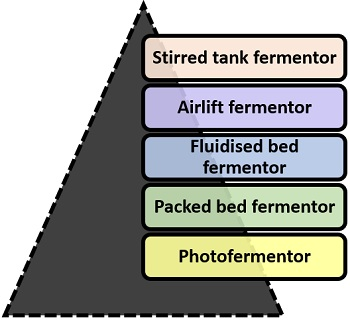 Stirred tank fermentor
Airlift fermentor
Fluidised bed
fermentor
Packed bed fermentor
Photofermentor